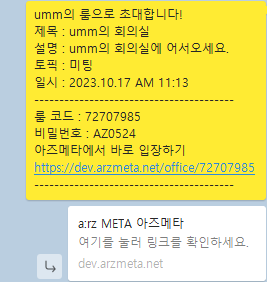 umm의 룸으로 초대합니다!
제목 : umm의 회의실
설명 : umm의 회의실에 어서오세요.
토픽 : 미팅
일시 : 2023.10.17 AM 11:13
----------------------------------------
룸 코드 : 72707985
비밀번호 : AZ0524
아즈메타에서 바로 입장하기
https://dev.arzmeta.net/office/72707985
----------------------------------------
a:rz META 아즈메타
여기를 눌러 링크를 확인하세요.
dev.arzmeta.net